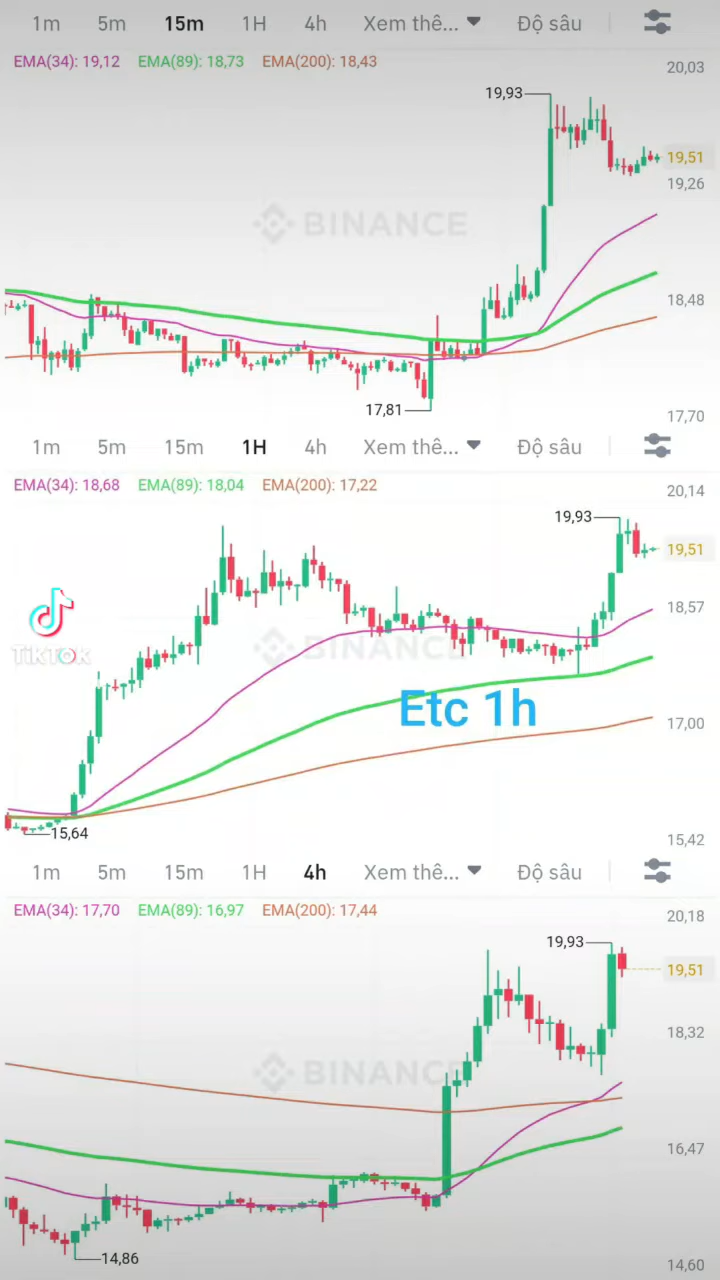 1m 5m 15m 1H 4h Xem thê... Độ sâu
EMA(34): 19,12 EMA(89): 18,73 EMA(200): 18,43
20,03
19,93
19,51
19,26
BINANCE
18,48
17,81
17,70
1m 5m 15m 1H 4h Xem thê... Độ sâu
EMA(34): 18,68 EMA(89): 18,04 EMA(200): 17,22
20,14
19,93
19,51
18,57
TIKTOK
BINANCE
Etc 1h
17,00
15,64
15,42
1m 5m 15m 1H 4h Xem thê... Độ sâu
EMA(34): 17,70 EMA(89): 16,97 EMA(200): 17,44
20,18
19,93
19,51
18,32
BINANCE
16,47
14,86
14,60